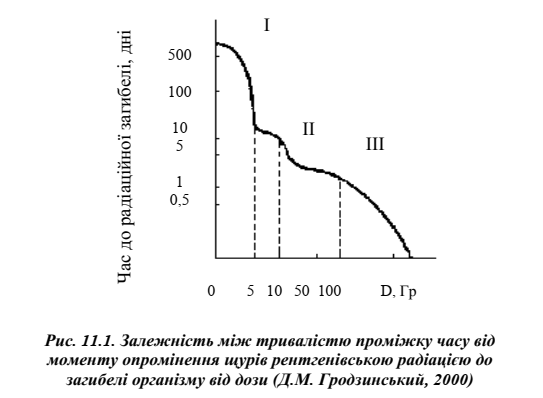 I
Час до радіаційної загибелі, дні
500
100
10
5
II
III
1
0,5
0 5 10 50 100 D, Гр
Рис. 11.1. Залежність між тривалістю проміжку часу від
моменту опромінення щурів рентгенівською радіацією до
загибелі організму від дози (Д.М. Гродзинський, 2000)